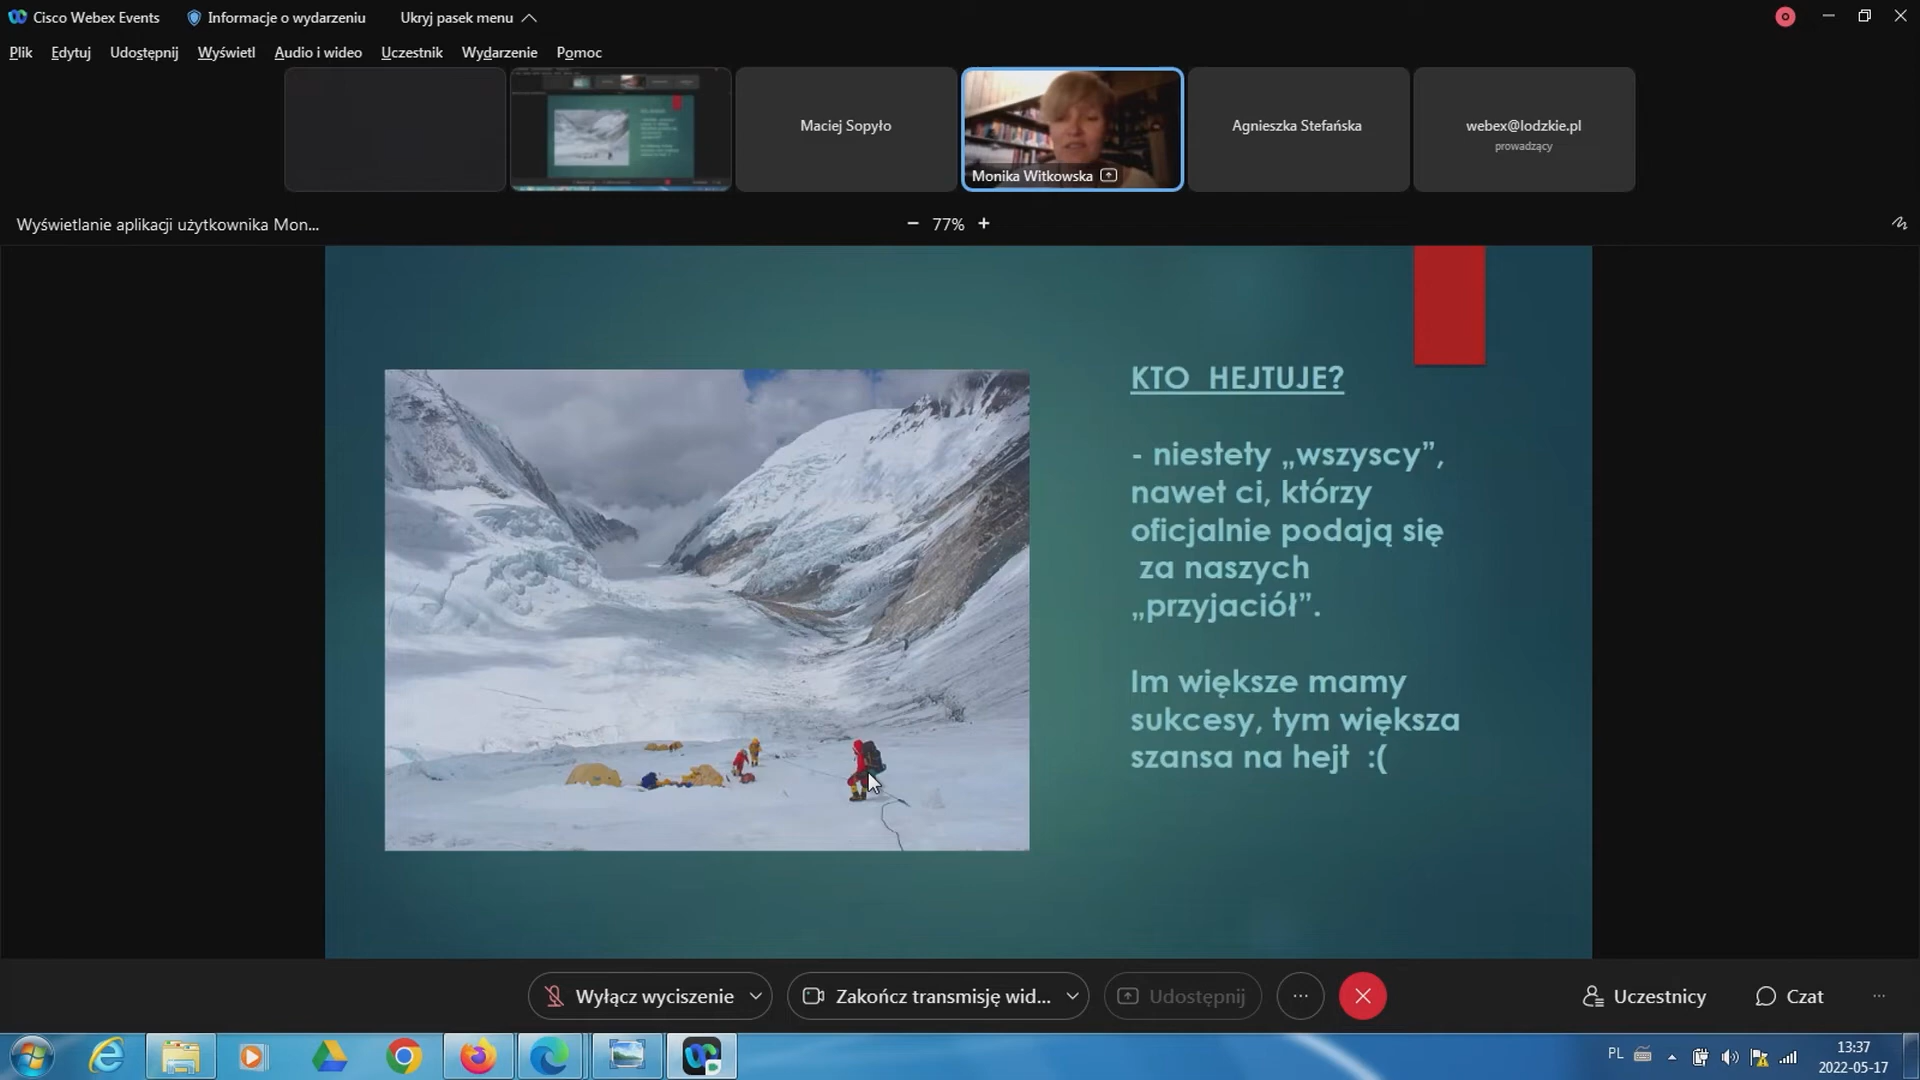 Cisco Webex Events
Informacje o wydarzeniu
Ukryj pasek menu
Plik Edytuj Udostępnij Wyświetl Audio i wideo Uczestnik Wydarzenie Pomoc
Maciej Sopyło
Monika Witkowska
Agnieszka Stefańska
webex@lodzkie.pl
prowadzący
Wyświetlanie aplikacji użytkownika Mon...
77%
KTO HEJTUJE?
- niestety „wszyscy”,
nawet ci, którzy
oficjalnie podają się
za naszych
„przyjaciół”.
Im większe mamy
sukcesy, tym większa
szansa na hejt :(
Wyłącz wyciszenie
Zakończ transmisję wid...
Udostępnij
Uczestnicy
Czat
PL
13:37
2022-05-17